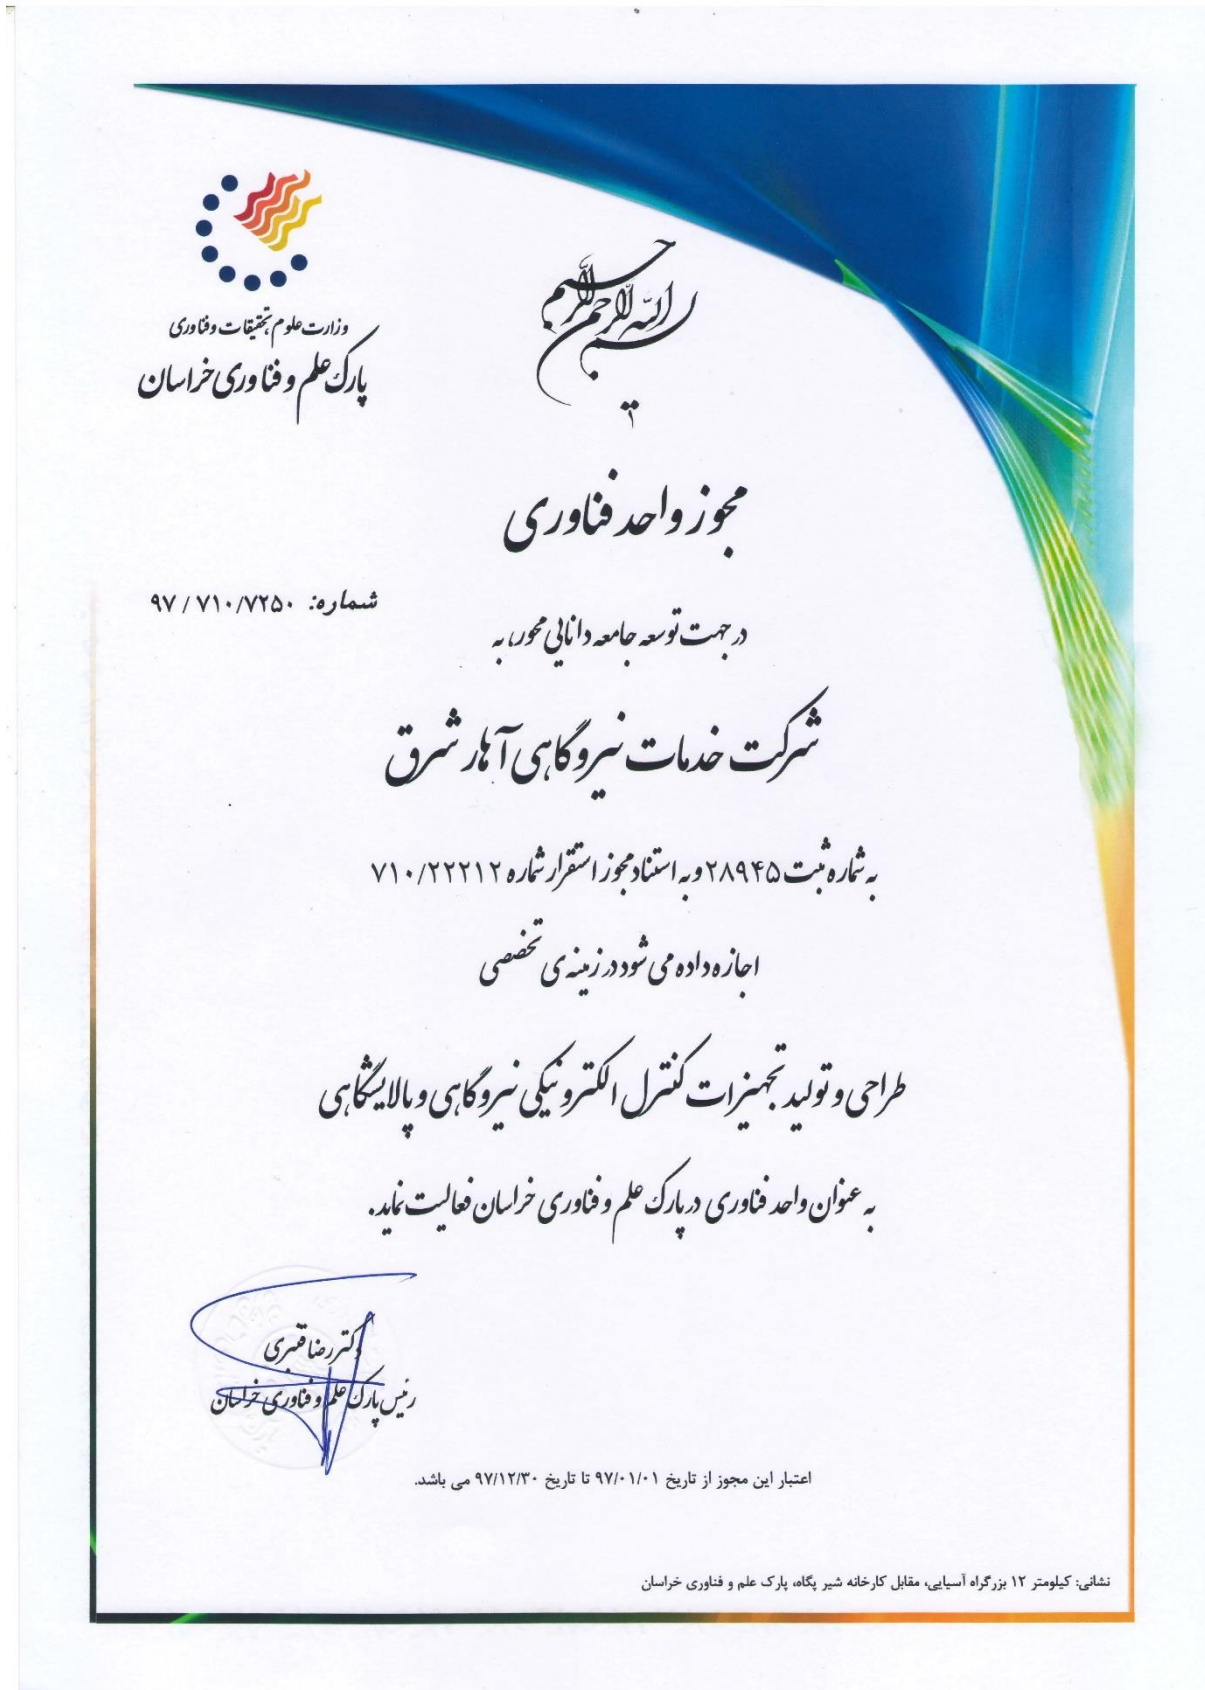 وزارت علوم، تحقیقات و فناوری
پارک علم و فناوری خراسان
بسم الله الرحمن الرحیم
مجوز واحد فناوری
شماره: ۹۷/۷۱۰/۷۲۵۰
در جهت توسعه جامعه دانایی محور، به
شرکت خدمات نیروگاهی آهار شرق
به شماره ثبت ۲۸۹۴۵ و به استناد مجوز استقرار شماره ۷۱۰/۲۲۲۱۲
اجازه داده می شود در زمینه ی تخصصی
طراحی و تولید تجهیزات کنترل الکترونیکی نیروگاهی و پالایشگاهی
به عنوان واحد فناوری در پارک علم و فناوری خراسان فعالیت نماید.
دکتر رضا قنبری
رئیس پارک علم و فناوری خراسان
اعتبار این مجوز از تاریخ ۹۷/۰۱/۰۱ تا تاریخ ۹۷/۱۲/۳۰ می باشد.
نشانی: کیلومتر ۱۲ بزرگراه آسیایی، مقابل کارخانه شیر پگاه، پارک علم و فناوری خراسان